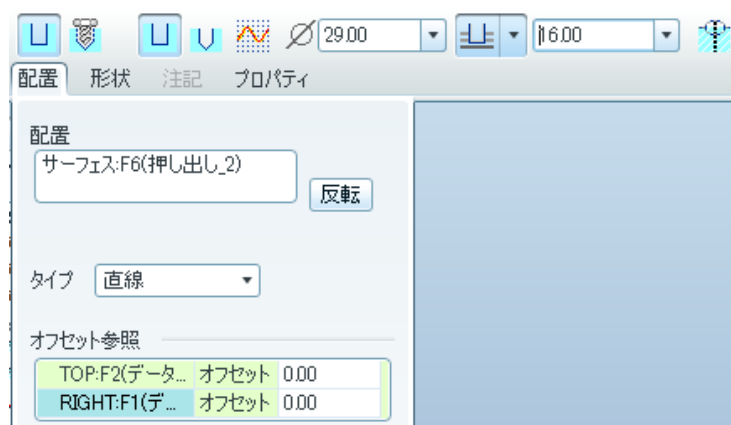 29.00 16.00
配置 形状 注記 プロパティ
配置
サーフェス:F6(押し出し_2)
反転
タイプ 直線
オフセット参照
TOP:F2(データ... オフセット 0.00
RIGHT:F1(デ... オフセット 0.00